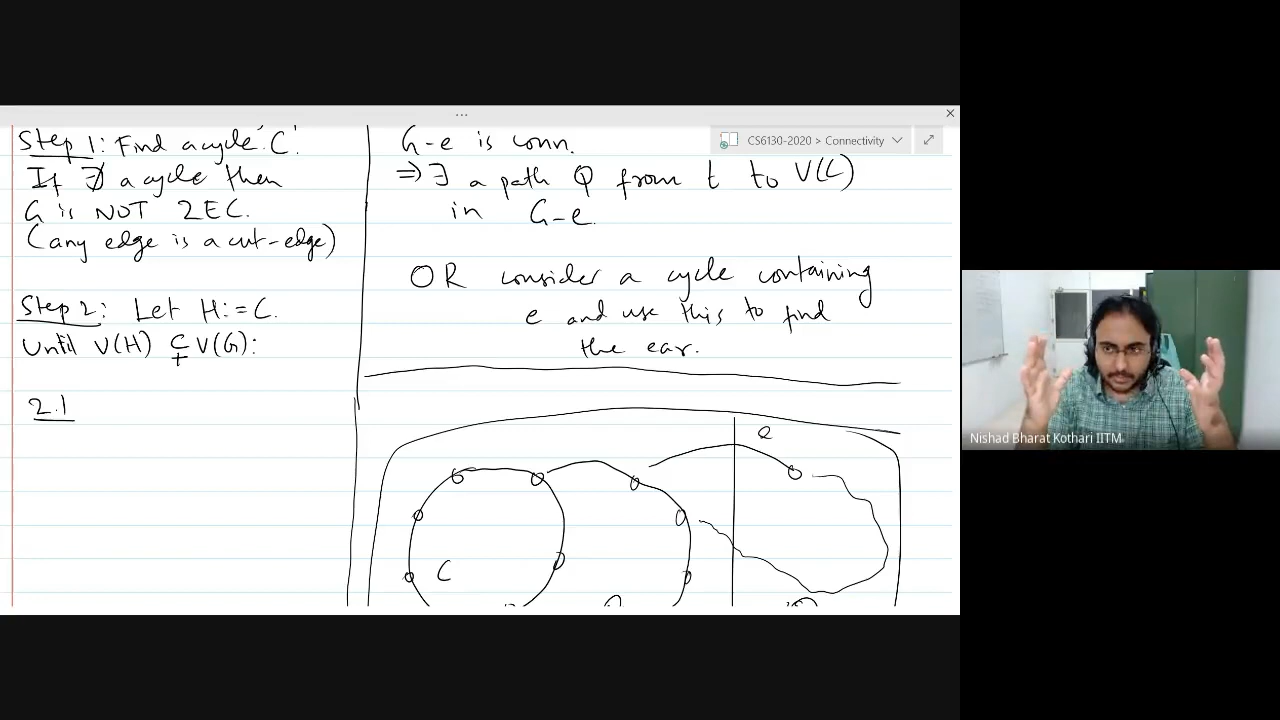 Step 1: Find a cycle 'C'.
If ∄ a cycle then
G is NOT 2EC.
(any edge is a cut-edge)
Step 2: Let H:=C.
Until V(H) ⊊ V(G):
2.1
G-e is conn.
⇒ ∃ a path Q from t to V(C)
in G-e.
OR consider a cycle containing
e and use this to find
the ear.
e
C
CS6130-2020 > Connectivity
Nishad Bharat Kothari IITM